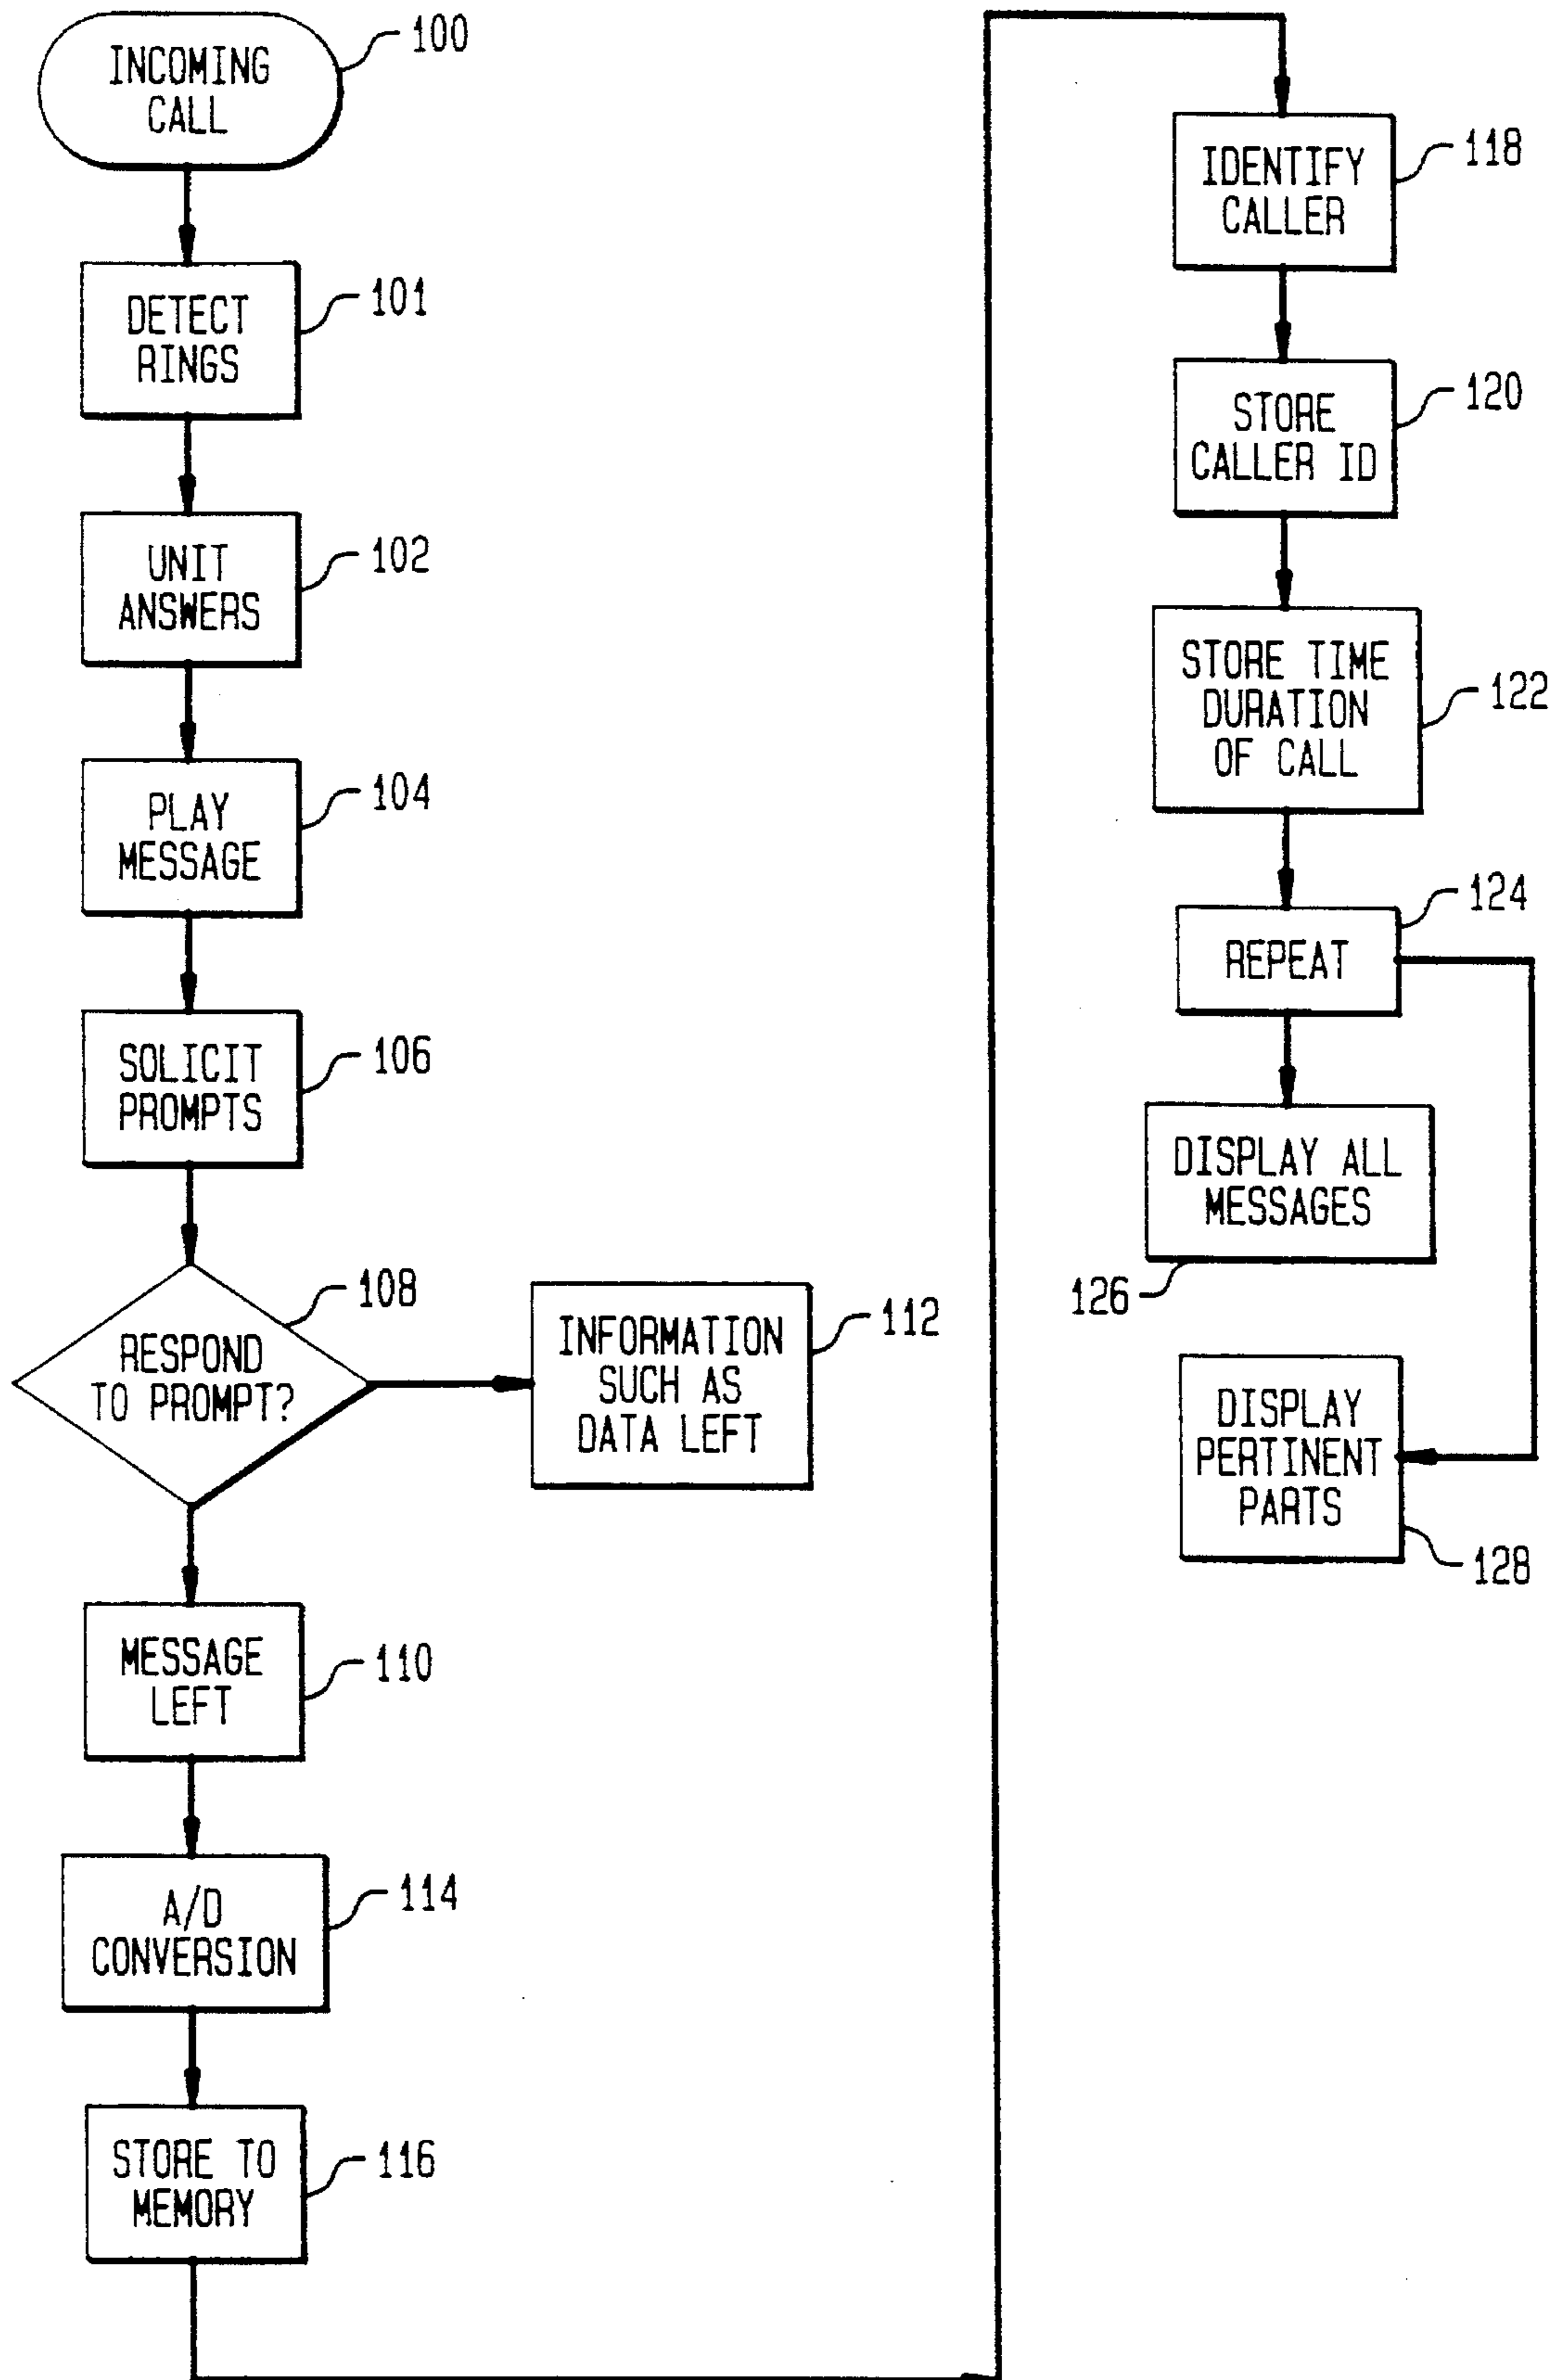 INCOMING
CALL
100
DETECT
RINGS
101
UNIT
ANSWERS
102
PLAY
MESSAGE
104
SOLICIT
PROMPTS
106
RESPOND
TO PROMPT?
108
INFORMATION
SUCH AS
DATA LEFT
112
MESSAGE
LEFT
110
A/D
CONVERSION
114
STORE TO
MEMORY
116
IDENTIFY
CALLER
118
STORE
CALLER ID
120
STORE TIME
DURATION
OF CALL
122
REPEAT
124
DISPLAY ALL
MESSAGES
126
DISPLAY
PERTINENT
PARTS
128